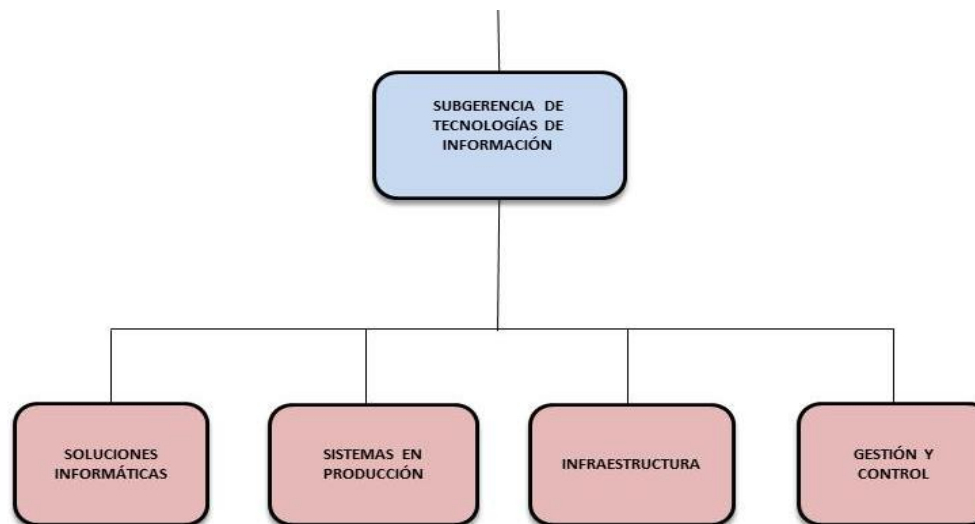 SUBGERENCIA DE
TECNOLOGÍAS DE
INFORMACIÓN
SOLUCIONES
INFORMÁTICAS
SISTEMAS EN
PRODUCCIÓN
INFRAESTRUCTURA
GESTIÓN Y
CONTROL